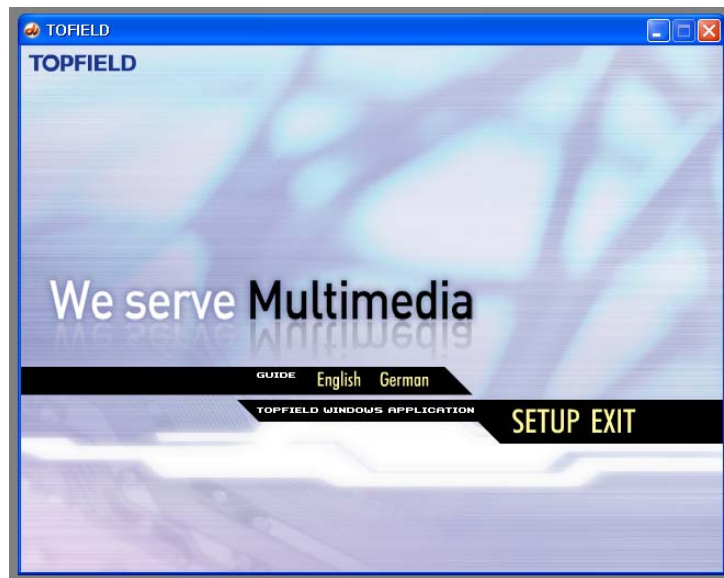 TOFIELD
TOPFIELD
We serve Multimedia
GUIDE English German
TOPFIELD WINDOWS APPLICATION
SETUP EXIT